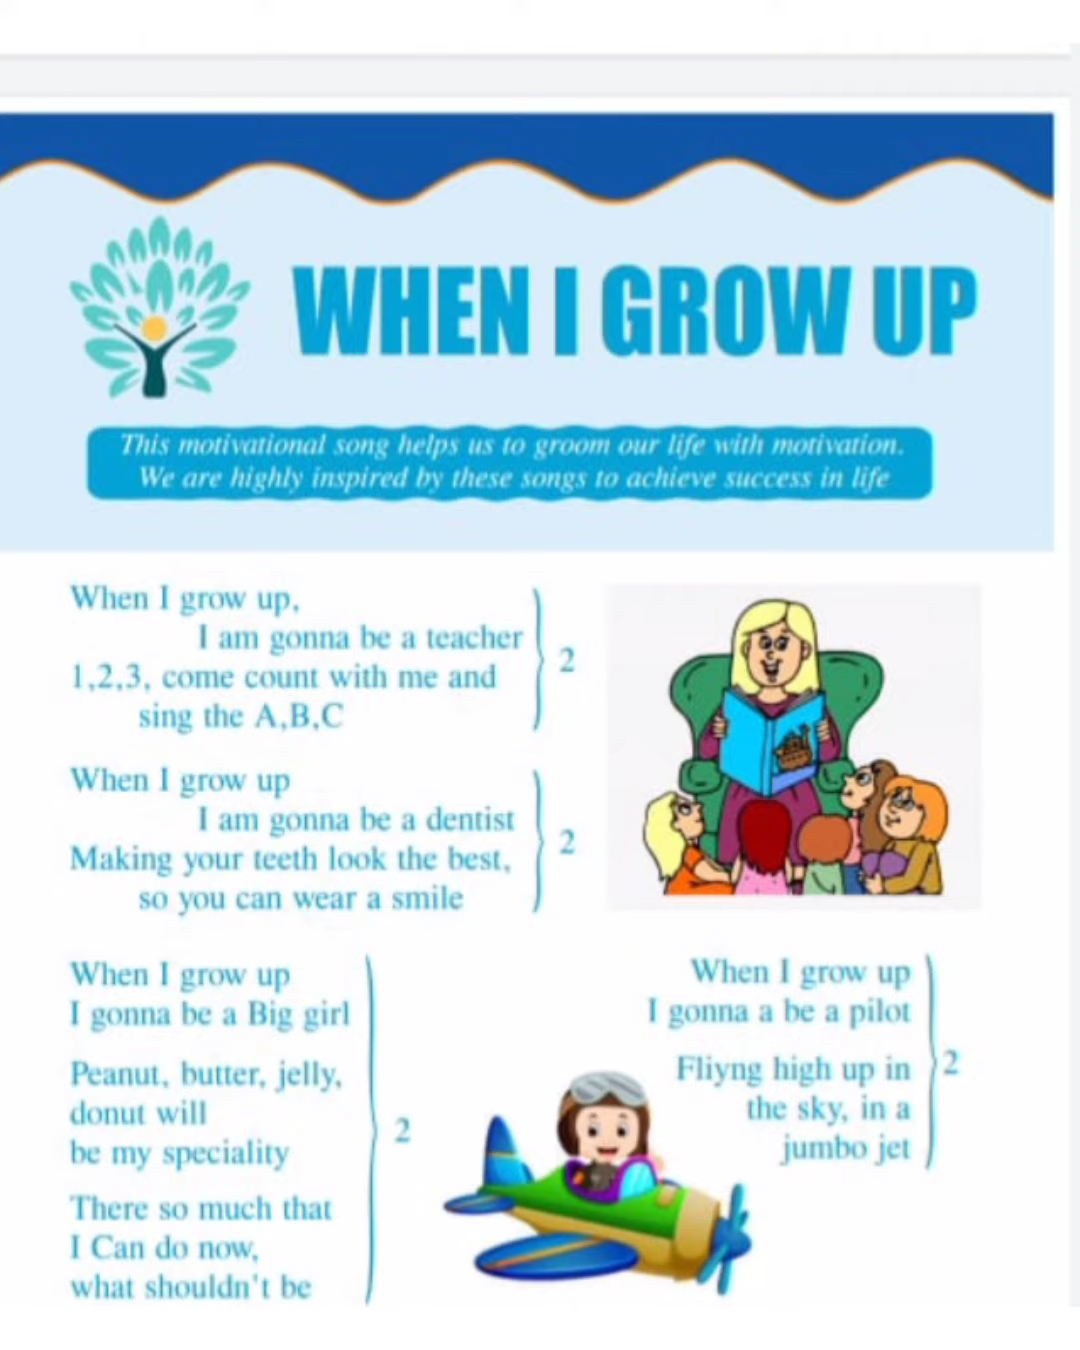 WHEN I GROW UP
This motivational song helps us to groom our life with motivation.
We are highly inspired by these songs to achieve success in life
When I grow up,
I am gonna be a teacher
1,2,3, come count with me and
sing the A,B,C
2
When I grow up
I am gonna be a dentist
Making your teeth look the best,
so you can wear a smile
2
When I grow up
I gonna be a Big girl
Peanut, butter, jelly,
donut will
be my speciality
There so much that
I Can do now,
what shouldn't be
2
When I grow up
I gonna a be a pilot
Fliyng high up in
the sky, in a
jumbo jet
2